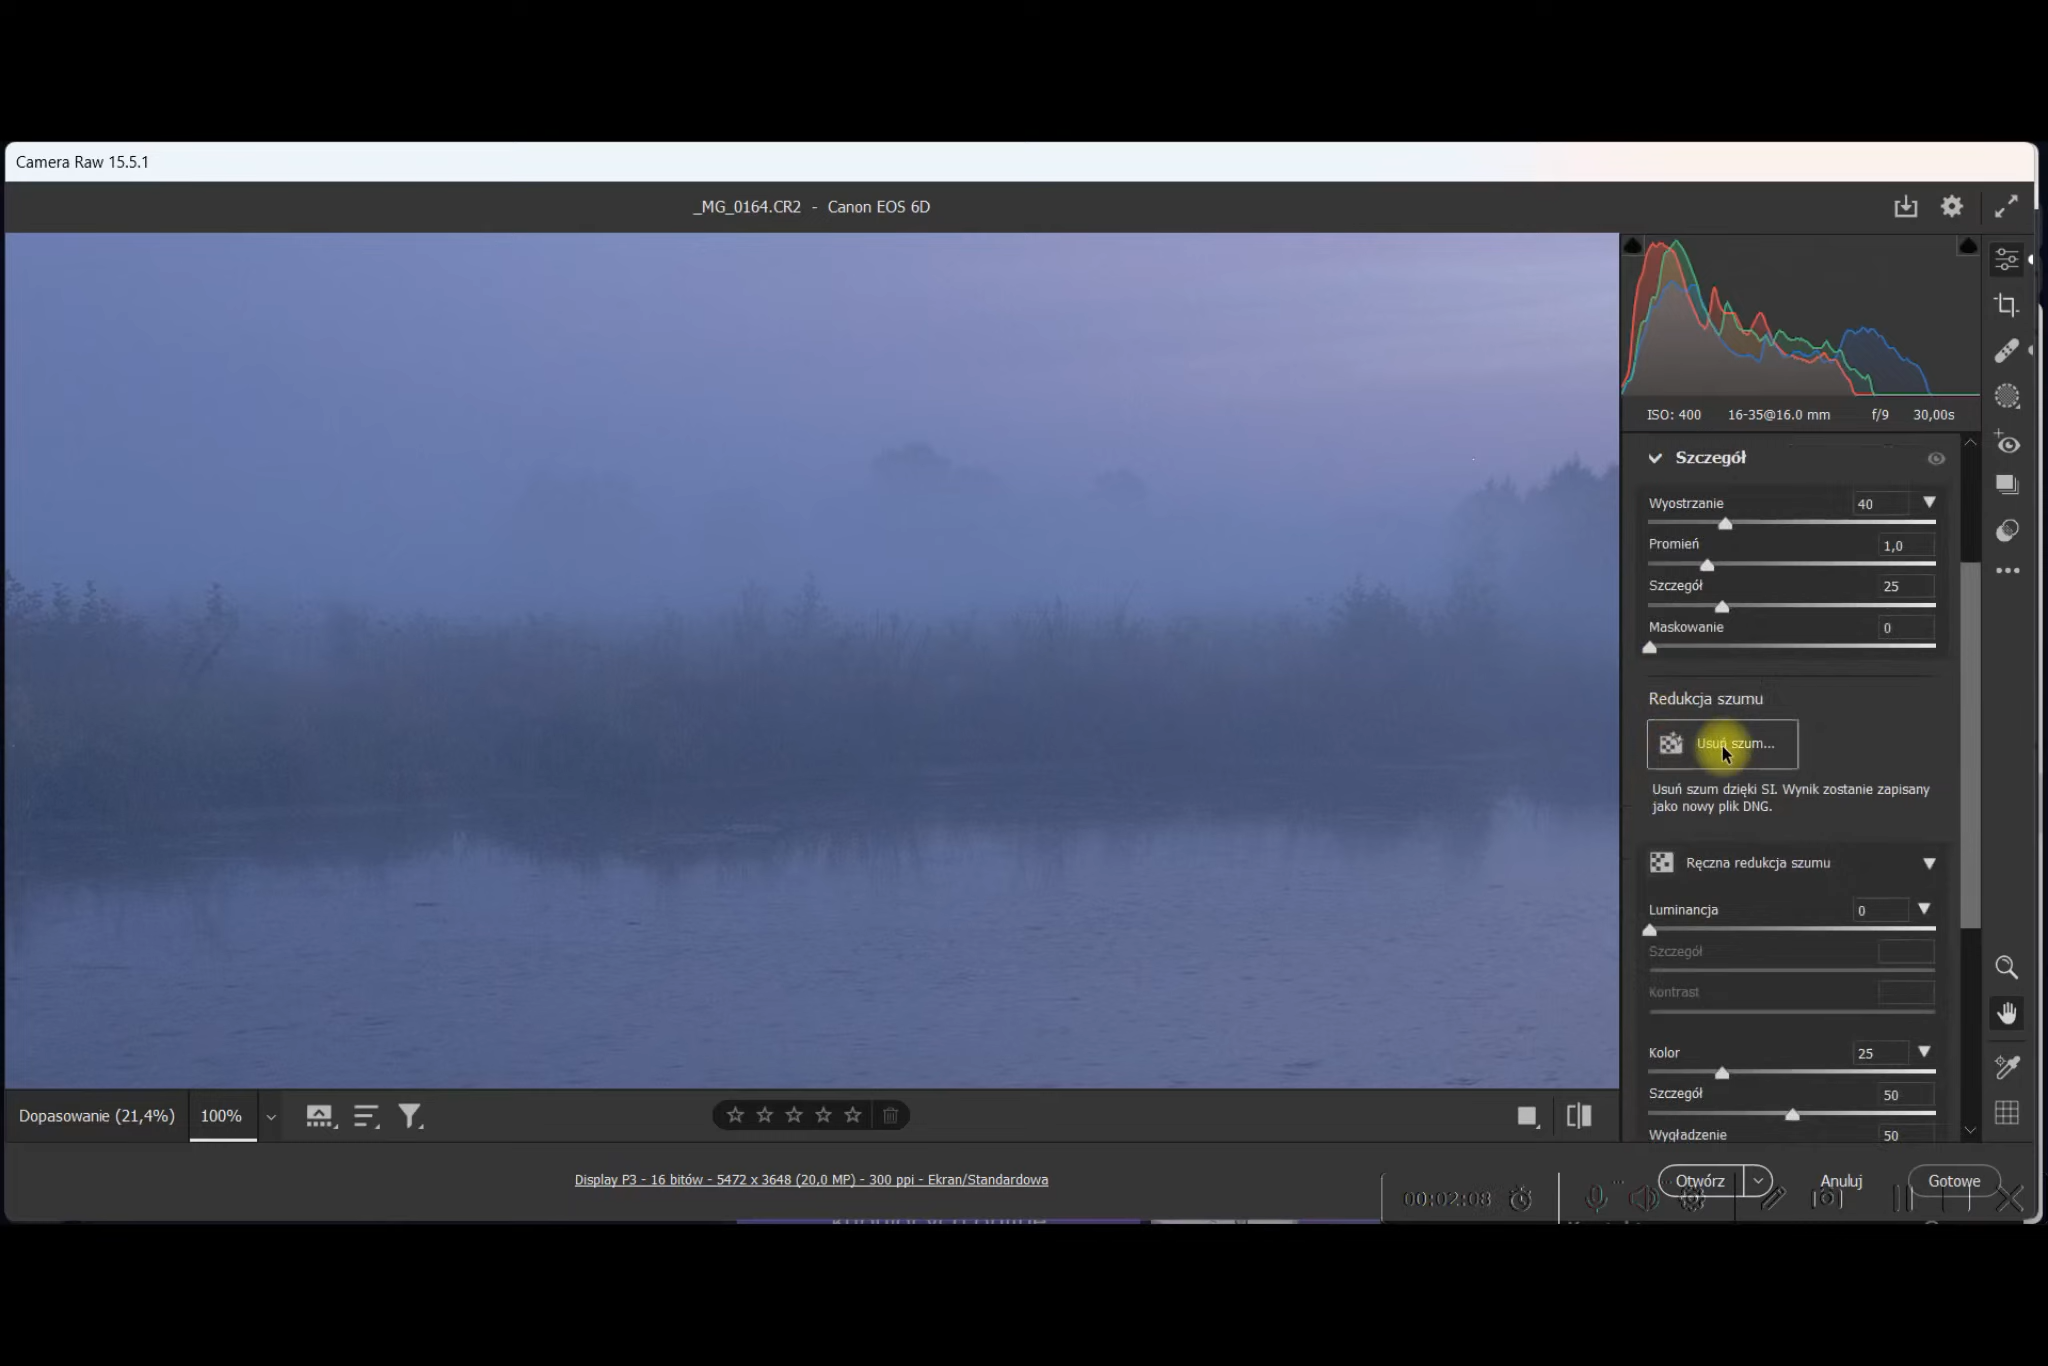 Camera Raw 15.5.1
_MG_0164.CR2 - Canon EOS 6D
ISO: 400 16-35@16.0 mm f/9 30,00s
Szczegół
Wyostrzanie 40
Promień 1,0
Szczegół 25
Maskowanie 0
Redukcja szumu
Usuń szum...
Usuń szum dzięki SI. Wynik zostanie zapisany
jako nowy plik DNG.
Ręczna redukcja szumu
Luminancja 0
Szczegół
Kontrast
Kolor 25
Szczegół 50
Wygładzenie 50
Dopasowanie (21,4%) 100%
Display P3 - 16 bitów - 5472 x 3648 (20,0 MP) - 300 ppi - Ekran/Standardowa
Otwórz Anuluj Gotowe
00:02:08